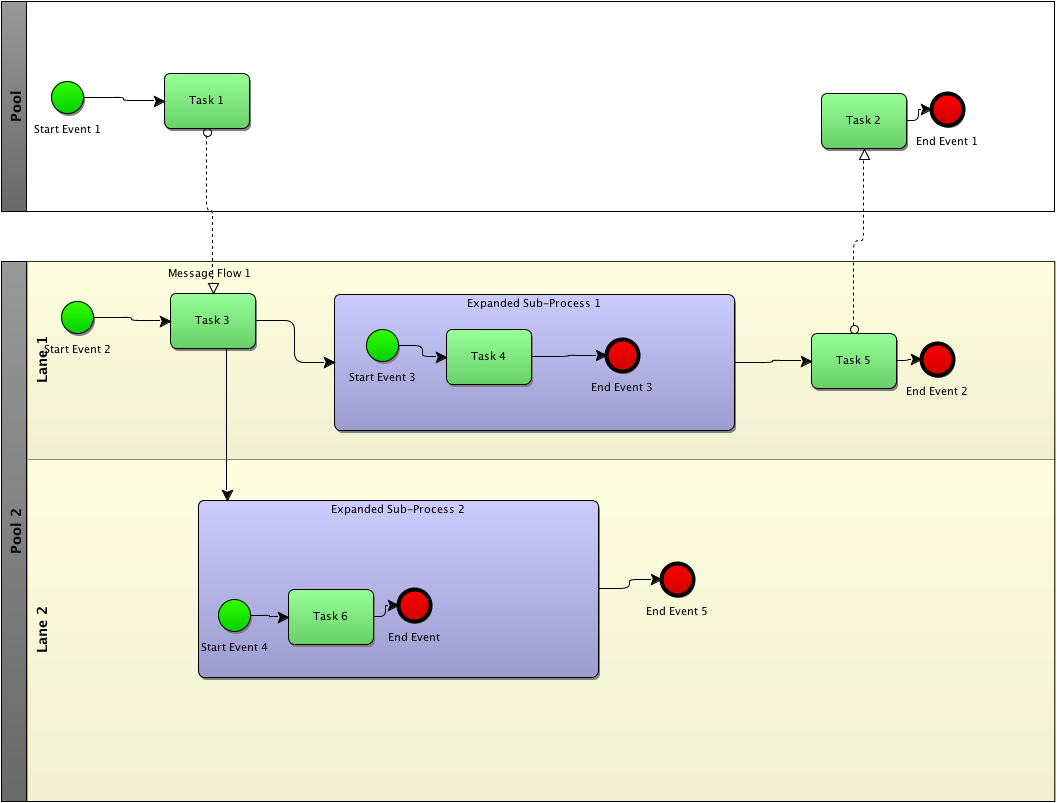 Pool
Start Event 1
Task 1
Task 2
End Event 1
Message Flow 1
Pool 2
Lane 1
Start Event 2
Task 3
Expanded Sub-Process 1
Start Event 3
Task 4
End Event 3
Task 5
End Event 2
Lane 2
Expanded Sub-Process 2
Start Event 4
Task 6
End Event
End Event 5